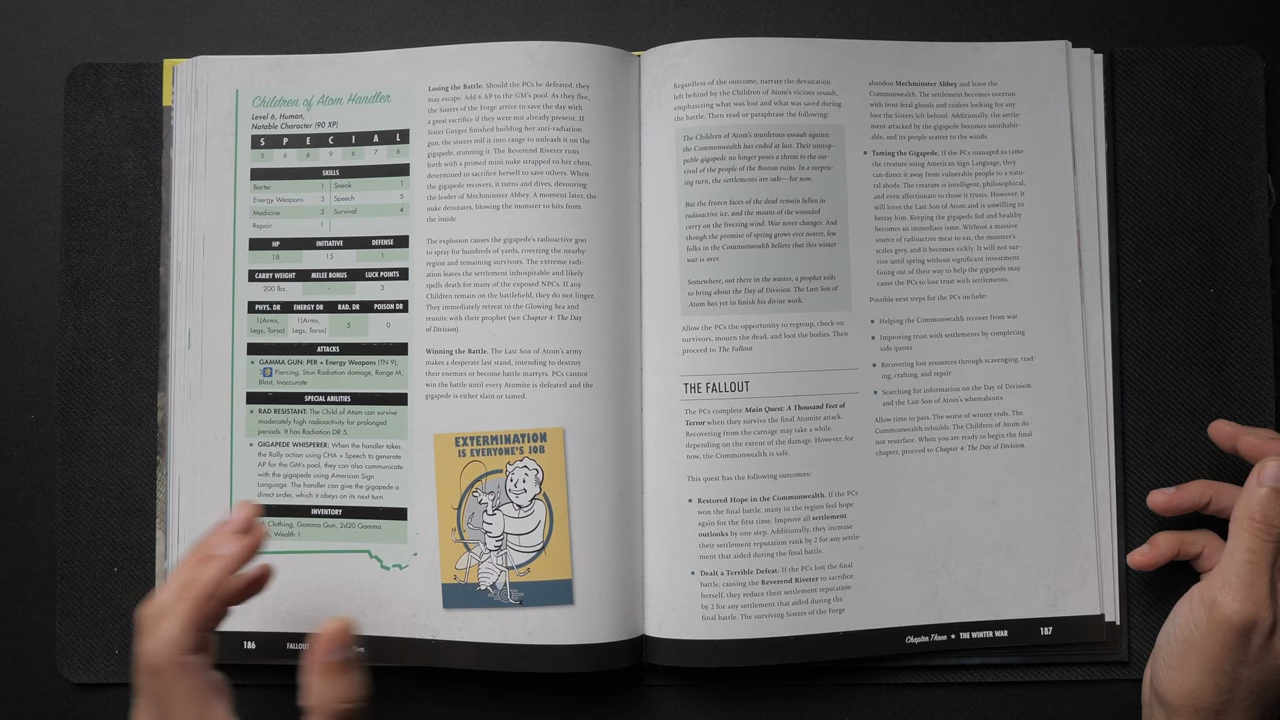 Children of Atom Handler
Level 6, Human,
Notable Character (90 XP)
S P E C I A L
5 6 6 9 6 7 6
SKILLS
Barter 1 Sneak 1
Energy Weapons 3 Speech 5
Medicine 3 Survival 4
Repair 1
HP INITIATIVE DEFENSE
18 15 1
CARRY WEIGHT MELEE BONUS LUCK POINTS
200 lbs. - 3
PHYS. DR ENERGY DR RAD. DR POISON DR
1(Arms, 1(Arms, 5 0
Legs, Torso) Legs, Torso)
ATTACKS
GAMMA GUN: PER + Energy Weapons (TN 9),
3 Piercing, Stun Radiation damage, Range M,
Blast, Inaccurate
SPECIAL ABILITIES
RAD RESISTANT: The Child of Atom can survive
moderately high radioactivity for prolonged
periods. It has Radiation DR 5.
GIGAPEDE WHISPERER: When the handler takes
the Rally action using CHA + Speech to generate
AP for the GM's pool, they can also communicate
with the gigapede using American Sign
Language. The handler can give the gigapede a
direct order, which it obeys on its next turn.
INVENTORY
Clothing, Gamma Gun, 2d20 Gamma
Wealth 1
Losing the Battle. Should the PCs be defeated, they
may escape. Add 6 AP to the GM's pool. As they flee,
the Sisters of the Forge arrive to save the day with
a great sacrifice if they were not already present. If
Sister Guyger finished building her anti-radiation
gun, the sisters roll it into range to unleash it on the
gigapede, stunning it. The Reverend Riveter runs
forth with a primed mini nuke strapped to her chest,
determined to sacrifice herself to save others. When
the gigapede recovers, it turns and dives, devouring
the leader of Mechminster Abbey. A moment later, the
nuke detonates, blowing the monster to bits from
the inside.
The explosion causes the gigapede's radioactive goo
to spray for hundreds of yards, covering the nearby
region and remaining survivors. The extreme radi-
ation leaves the settlement inhospitable and likely
spells death for many of the exposed NPCs. If any
Children remain on the battlefield, they do not linger.
They immediately retreat to the Glowing Sea and
reunite with their prophet (see Chapter 4: The Day
of Division).
Winning the Battle. The Last Son of Atom's army
makes a desperate last stand, intending to destroy
their enemies or become battle martyrs. PCs cannot
win the battle until every Atomite is defeated and the
gigapede is either slain or tamed.
EXTERMINATION
IS EVERYONE'S JOB
186 FALLOUT
Regardless of the outcome, narrate the devastation
left behind by the Children of Atom's vicious assault,
emphasizing what was lost and what was saved during
the battle. Then read or paraphrase the following:
The Children of Atom's murderous assault against
the Commonwealth has ended at last. Their unstop-
pable gigapede no longer poses a threat to the sur-
vival of the people of the Boston ruins. In a surpris-
ing turn, the settlements are safe—for now.
But the frozen faces of the dead remain fallen in
radioactive ice, and the moans of the wounded
carry on the freezing wind. War never changes. And
though the promise of spring grows ever nearer, few
folks in the Commonwealth believe that this winter
war is over.
Somewhere, out there in the wastes, a prophet toils
to bring about the Day of Division. The Last Son of
Atom has yet to finish his divine work.
Allow the PCs the opportunity to regroup, check on
survivors, mourn the dead, and loot the bodies. Then
proceed to The Fallout.
THE FALLOUT
The PCs complete Main Quest: A Thousand Feet of
Terror when they survive the final Atomite attack.
Recovering from the carnage may take a while,
depending on the extent of the damage. However, for
now, the Commonwealth is safe.
This quest has the following outcomes:
Restored Hope in the Commonwealth. If the PCs
won the final battle, many in the region feel hope
again for the first time. Improve all settlement
outlooks by one step. Additionally, they increase
their settlement reputation rank by 2 for any settle-
ment that aided during the final battle.
Dealt a Terrible Defeat. If the PCs lost the final
battle, causing the Reverend Riveter to sacrifice
herself, they reduce their settlement reputation
by 2 for any settlement that aided during the
final battle. The surviving Sisters of the Forge
abandon Mechminster Abbey and leave the
Commonwealth. The settlement becomes overrun
with frost feral ghouls and raiders looking for any
loot the Sisters left behind. Additionally, the settle-
ment attacked by the gigapede becomes uninhabit-
able, and its people scatter to the winds.
Taming the Gigapede. If the PCs managed to tame
the creature using American Sign Language, they
can direct it away from vulnerable people to a natu-
ral abode. The creature is intelligent, philosophical,
and even affectionate to those it trusts. However, it
still loves the Last Son of Atom and is unwilling to
betray him. Keeping the gigapede fed and healthy
becomes an immediate issue. Without a massive
source of radioactive meat to eat, the monster's
scales grey, and it becomes sickly. It will not sur-
vive until spring without significant investment.
Going out of their way to help the gigapede may
cause the PCs to lose trust with settlements.
Possible next steps for the PCs include:
Helping the Commonwealth recover from war
Improving trust with settlements by completing
side quests
Recovering lost resources through scavenging, trad-
ing, crafting, and repair
Searching for information on the Day of Division
and the Last Son of Atom's whereabouts
Allow time to pass. The worst of winter ends. The
Commonwealth rebuilds. The Children of Atom do
not resurface. When you are ready to begin the final
chapter, proceed to Chapter 4: The Day of Division.
Chapter Three ★ THE WINTER WAR 187